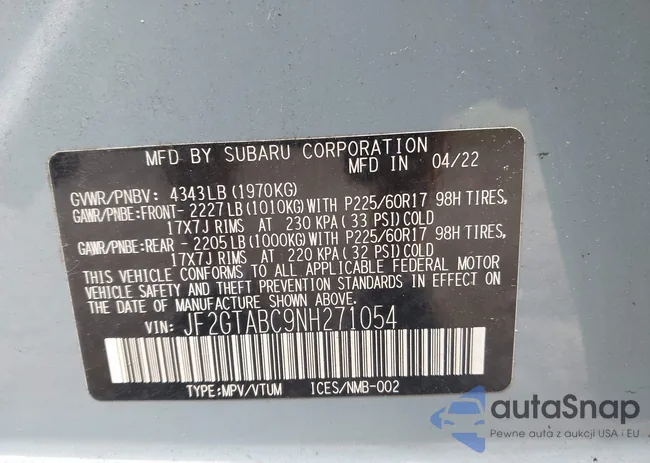 MFD BY SUBARU CORPORATION
MFD IN 04/22
GVWR/PNBV: 4343LB(1970KG)
GAWR/PNBE:FRONT- 2227LB(1010KG)WITH P225/60R17 98H TIRES,
17X7J RIMS AT 230 KPA(33 PSI)COLD
GAWR/PNBE:REAR - 2205LB(1000KG)WITH P225/60R17 98H TIRES,
17X7J RIMS AT 220 KPA(32 PSI)COLD
THIS VEHICLE CONFORMS TO ALL APPLICABLE FEDERAL MOTOR
VEHICLE SAFETY AND THEFT PREVENTION STANDARDS IN EFFECT ON
THE DATE OF MANUFACTURE SHOWN ABOVE.
VIN: JF2GTABC9NH271054
TYPE:MPV/VTUM ICES/NMB-002
autoSnap
Pewne auta z aukcji USA i EU